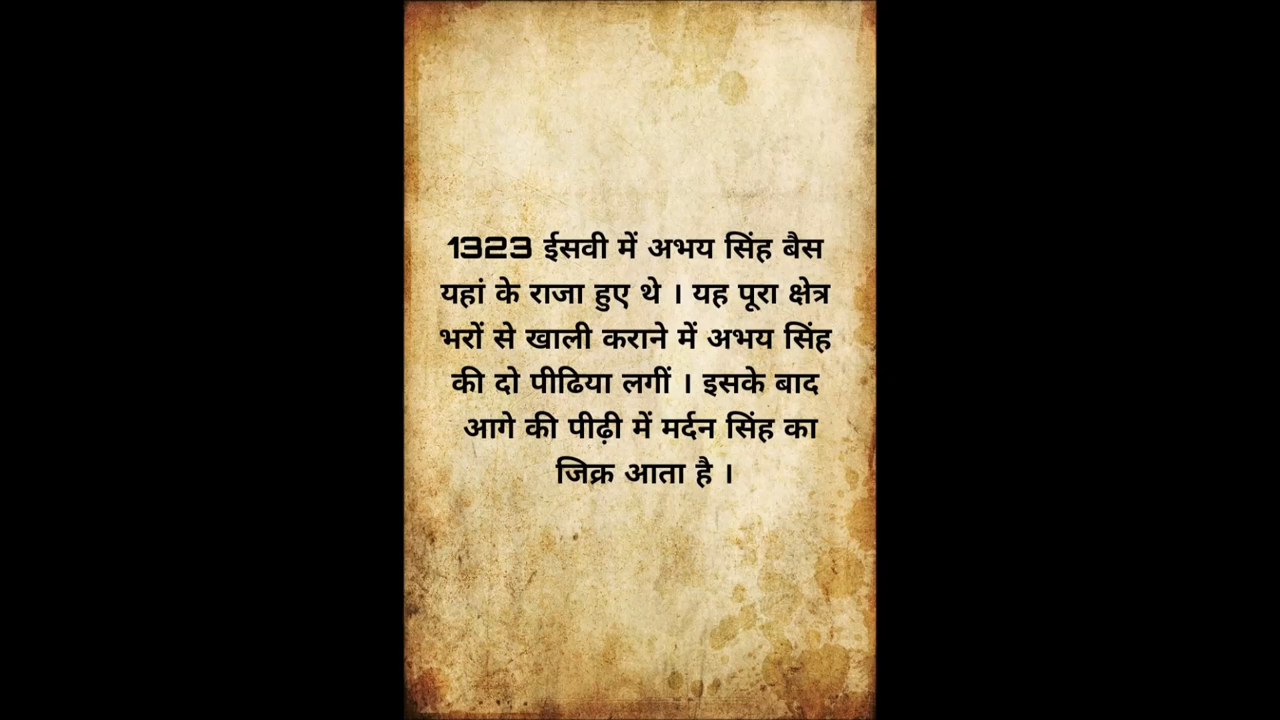 1323 ईसवी में अभय सिंह बैस
यहां के राजा हुए थे । यह पूरा क्षेत्र
भरों से खाली कराने में अभय सिंह
की दो पीढिया लगीं । इसके बाद
आगे की पीढ़ी में मर्दन सिंह का
जिक्र आता है ।